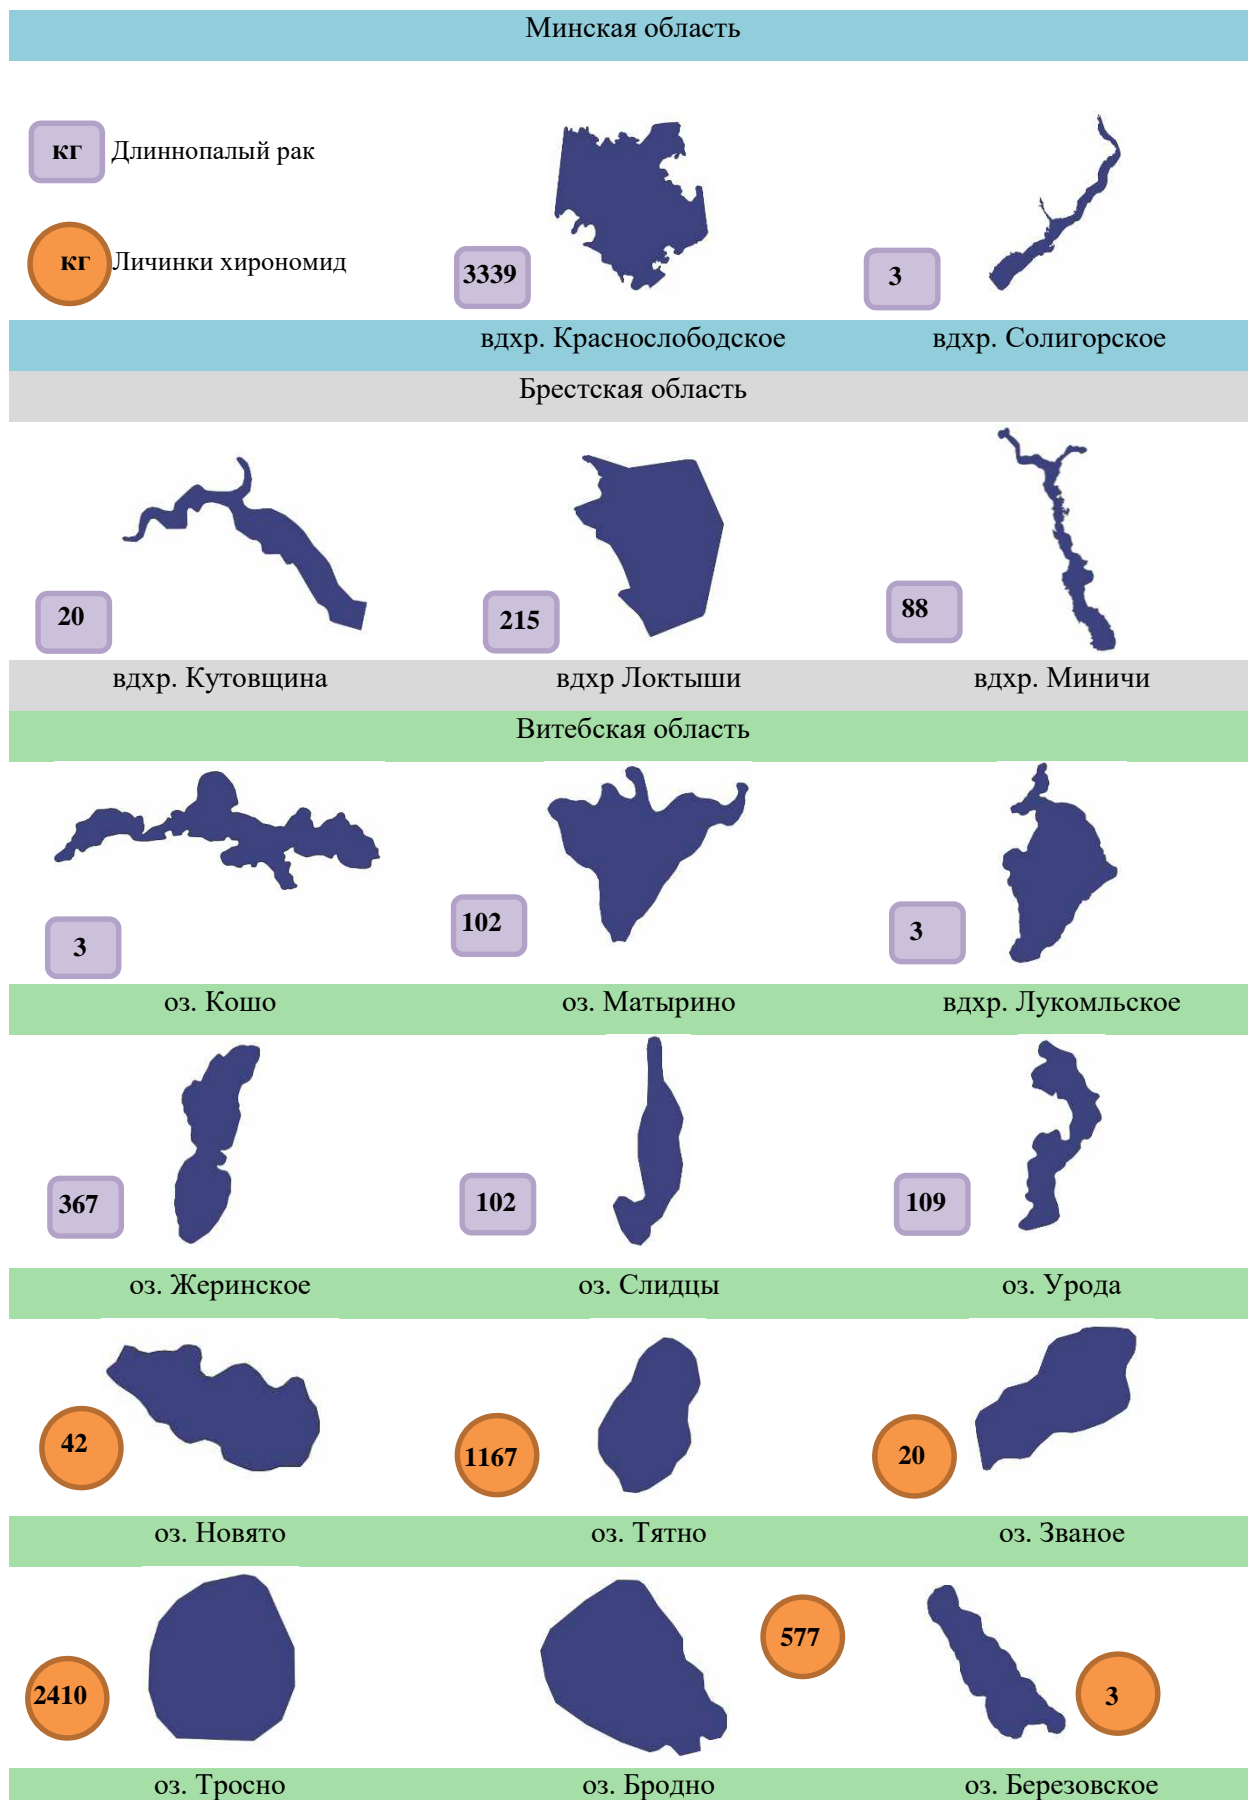 Минская область
кг Длиннопалый рак
кг Личинки хирономид
3339
3
вдхр. Краснослободское
вдхр. Солигорское
Брестская область
20
215
88
вдхр. Кутовщина
вдхр Локтыши
вдхр. Миничи
Витебская область
3
102
3
оз. Кошо
оз. Матырино
вдхр. Лукомльское
367
102
109
оз. Жеринское
оз. Слидцы
оз. Урода
42
1167
20
оз. Новято
оз. Тятно
оз. Званое
2410
577
3
оз. Тросно
оз. Бродно
оз. Березовское